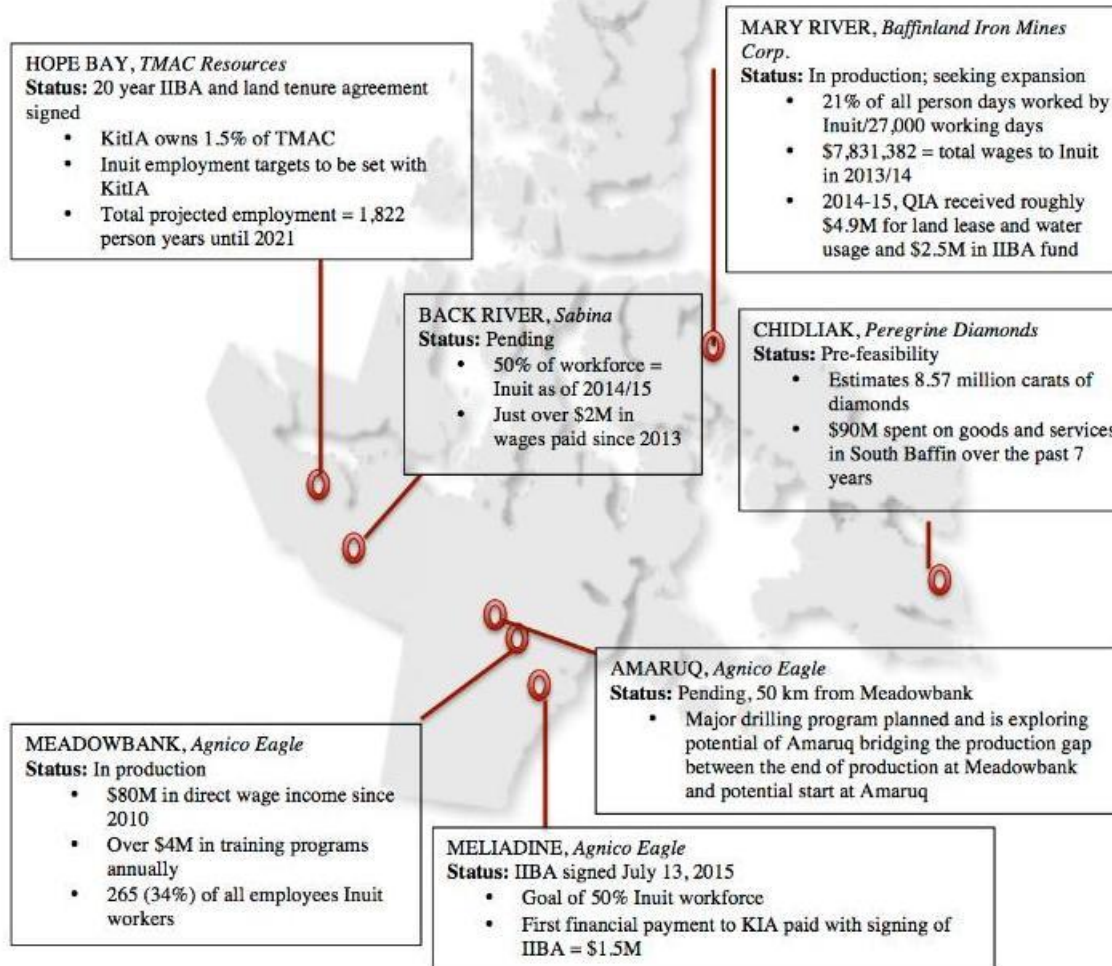 HOPE BAY, TMAC Resources
Status: 20 year IIBA and land tenure agreement
signed
• KitIA owns 1.5% of TMAC
• Inuit employment targets to be set with
KitIA
• Total projected employment = 1,822
person years until 2021
MARY RIVER, Baffinland Iron Mines
Corp.
Status: In production; seeking expansion
• 21% of all person days worked by
Inuit/27,000 working days
• $7,831,382 = total wages to Inuit
in 2013/14
• 2014-15, QIA received roughly
$4.9M for land lease and water
usage and $2.5M in IIBA fund
BACK RIVER, Sabina
Status: Pending
• 50% of workforce =
Inuit as of 2014/15
• Just over $2M in
wages paid since 2013
CHIDLIAK, Peregrine Diamonds
Status: Pre-feasibility
• Estimates 8.57 million carats of
diamonds
• $90M spent on goods and services
in South Baffin over the past 7
years
AMARUQ, Agnico Eagle
Status: Pending, 50 km from Meadowbank
• Major drilling program planned and is exploring
potential of Amaruq bridging the production gap
between the end of production at Meadowbank
and potential start at Amaruq
MEADOWBANK, Agnico Eagle
Status: In production
• $80M in direct wage income since
2010
• Over $4M in training programs
annually
• 265 (34%) of all employees Inuit
workers
MELIADINE, Agnico Eagle
Status: IIBA signed July 13, 2015
• Goal of 50% Inuit workforce
• First financial payment to KIA paid with signing of
IIBA = $1.5M